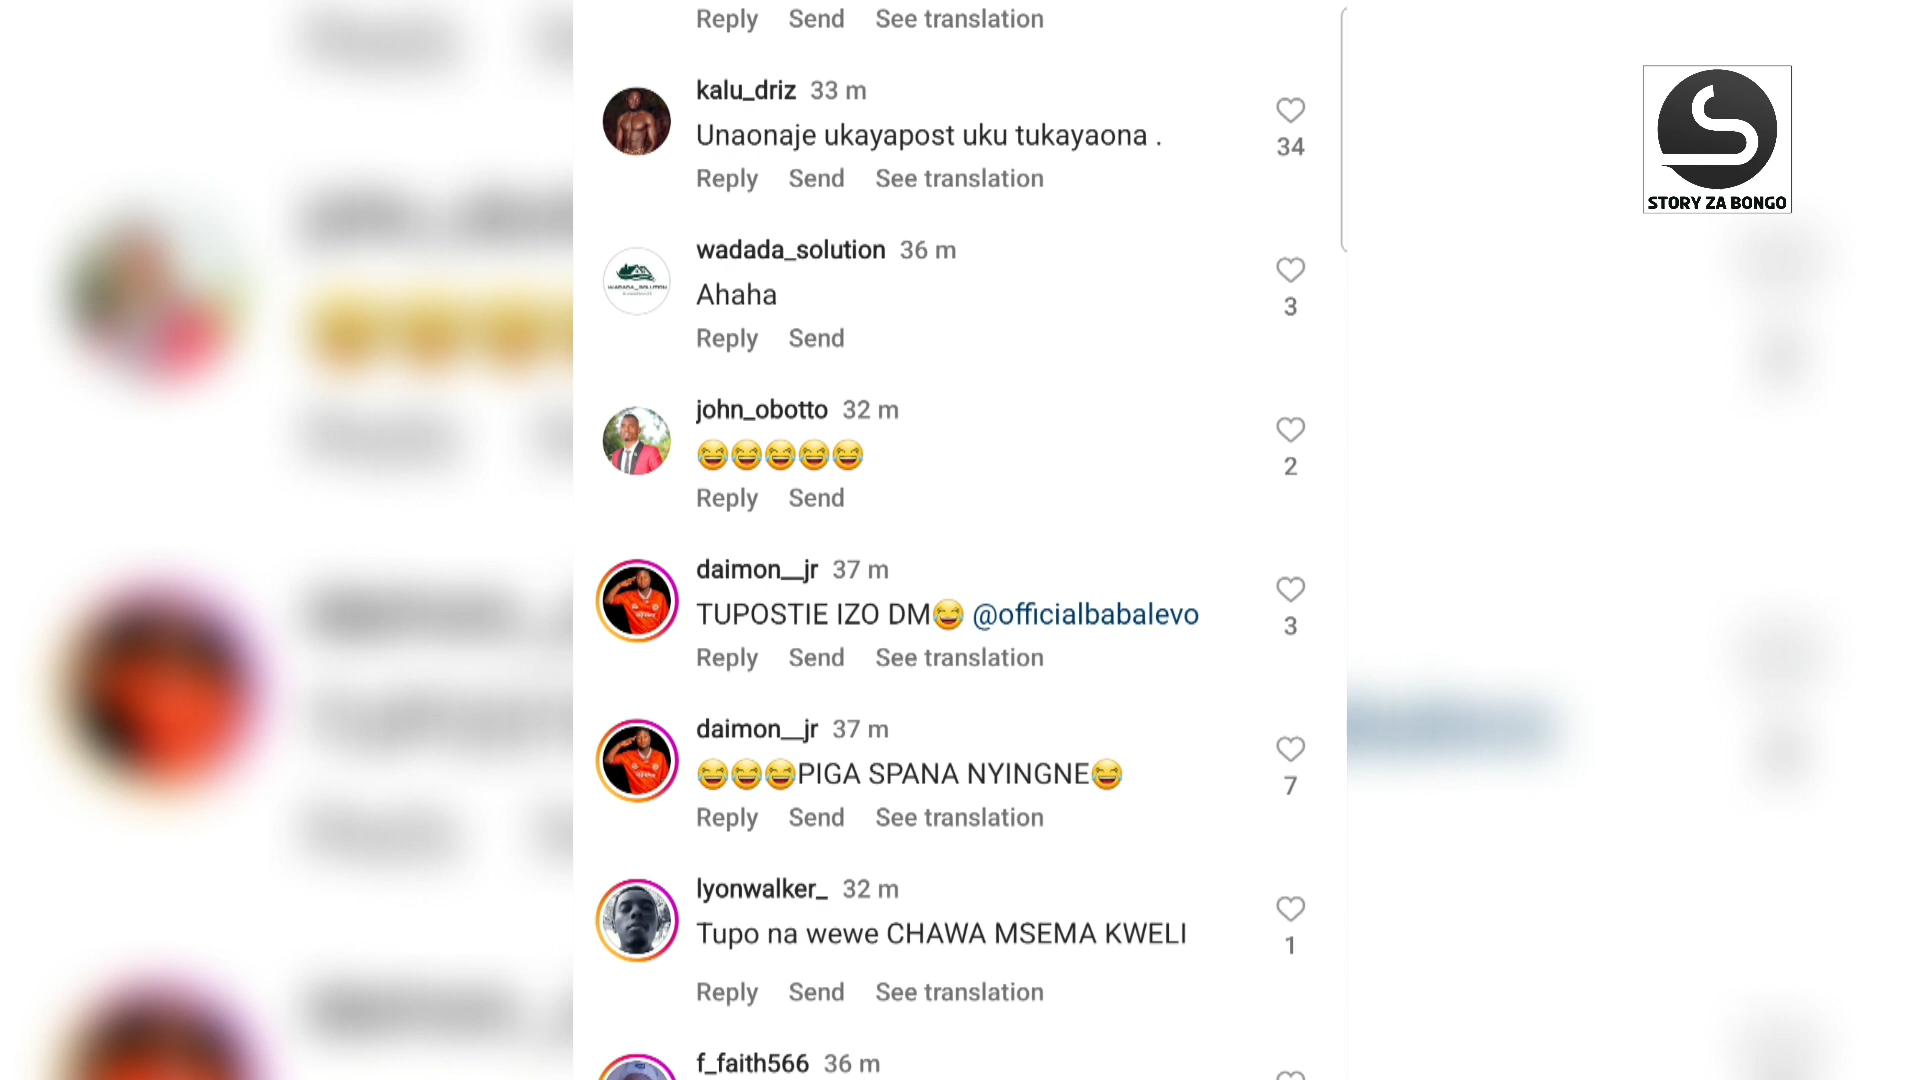 Reply Send See translation
kalu_driz 33 m
Unaonaje ukayapost uku tukayaona .
34
Reply Send See translation
wadada_solution 36 m
Ahaha
3
Reply Send
john_obotto 32 m
😂😂😂😂😂
2
Reply Send
daimon__jr 37 m
TUPOSTIE IZO DM😂 @officialbabalevo
3
Reply Send See translation
daimon__jr 37 m
😂😂😂PIGA SPANA NYINGNE😂
7
Reply Send See translation
lyonwalker_ 32 m
Tupo na wewe CHAWA MSEMA KWELI
1
Reply Send See translation
f_faith566 36 m
STORY ZA BONGO